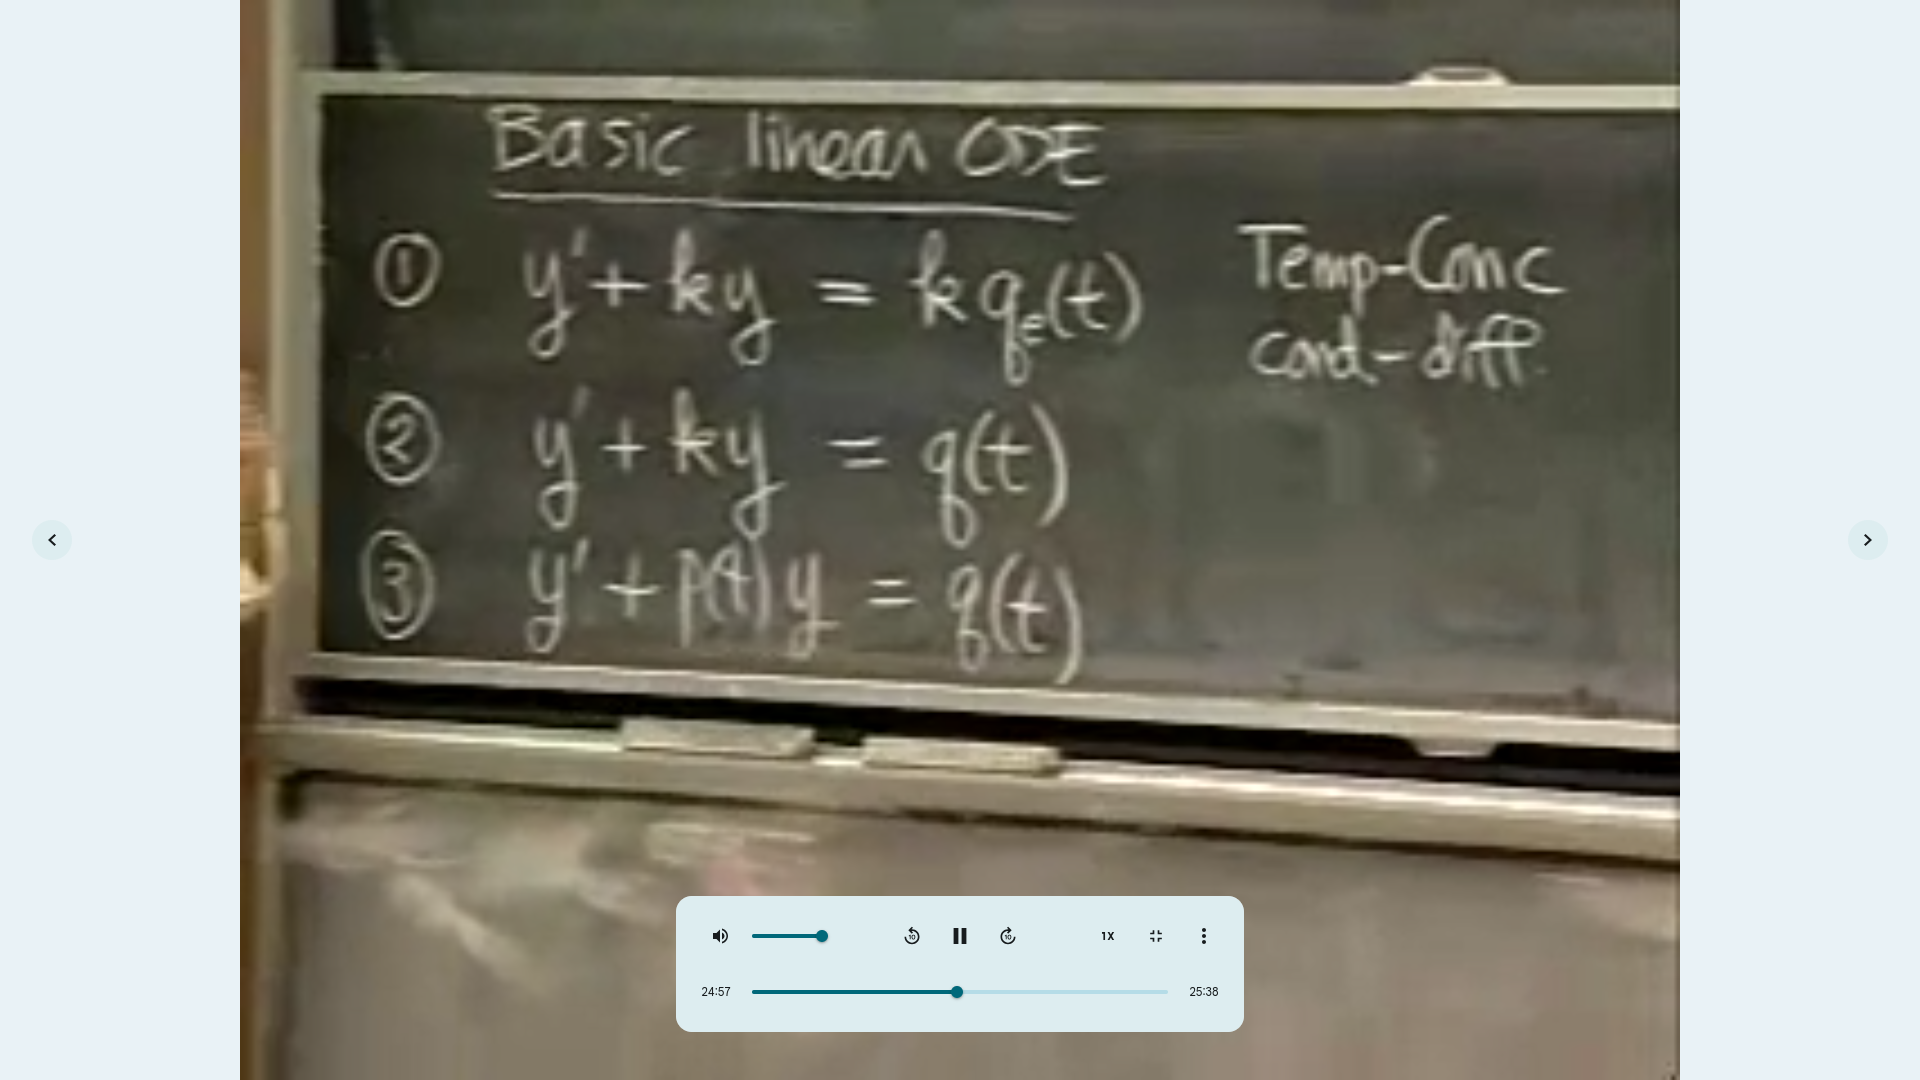 Basic linear ODE
① y' + ky = k qe(t)
Temp-Conc
cond-diff.
② y' + ky = q(t)
③ y' + p(t) y = q(t)
10
10
1X
24:57
25:38